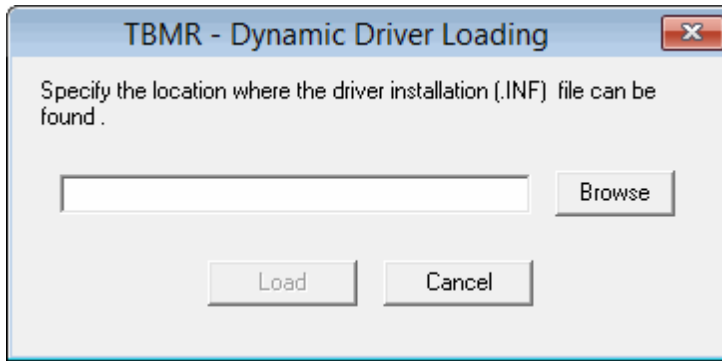 TBMR - Dynamic Driver Loading
Specify the location where the driver installation (.INF) file can be
found .
Browse
Load Cancel